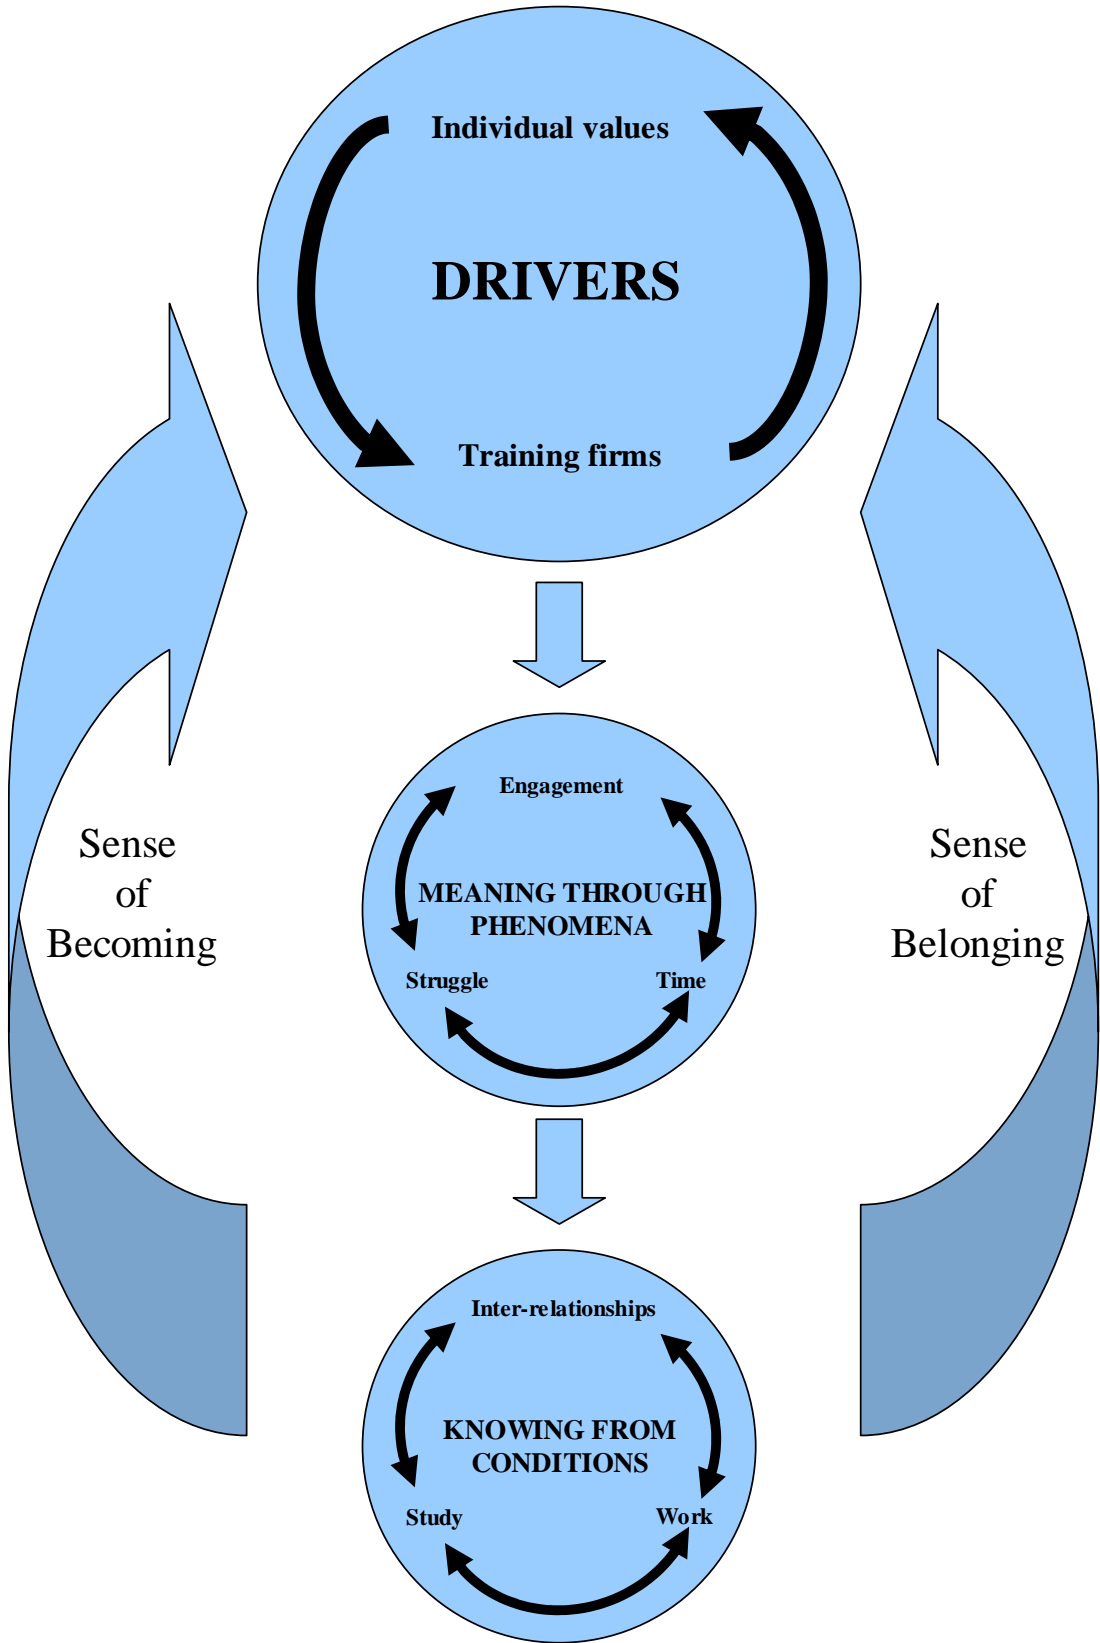 Individual values
DRIVERS
Training firms
Engagement
MEANING THROUGH
PHENOMENA
Struggle
Time
Sense
of
Becoming
Sense
of
Belonging
Inter-relationships
KNOWING FROM
CONDITIONS
Study
Work